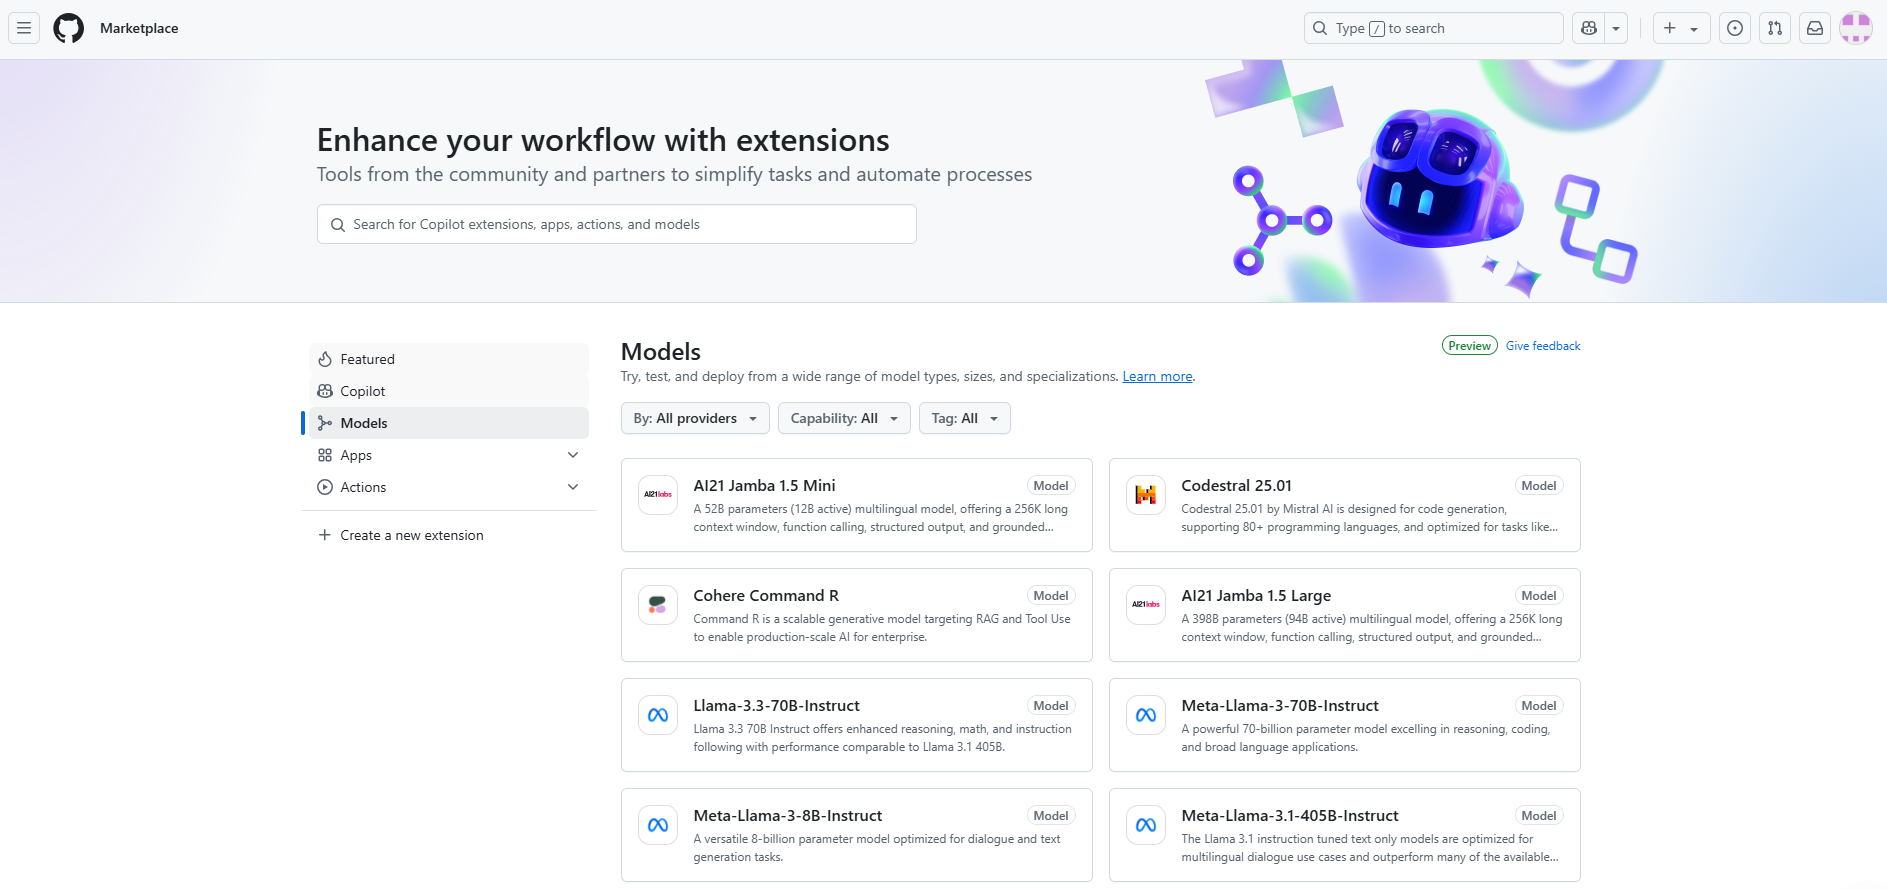 Marketplace
Type / to search
Enhance your workflow with extensions
Tools from the community and partners to simplify tasks and automate processes
Search for Copilot extensions, apps, actions, and models
Featured
Copilot
Models
Apps
Actions
Create a new extension
Models
Preview
Give feedback
Try, test, and deploy from a wide range of model types, sizes, and specializations. Learn more.
By: All providers
Capability: All
Tag: All
AI21labs
AI21 Jamba 1.5 Mini
Model
A 52B parameters (12B active) multilingual model, offering a 256K long
context window, function calling, structured output, and grounded...
Codestral 25.01
Model
Codestral 25.01 by Mistral AI is designed for code generation,
supporting 80+ programming languages, and optimized for tasks like...
Cohere Command R
Model
Command R is a scalable generative model targeting RAG and Tool Use
to enable production-scale AI for enterprise.
AI21labs
AI21 Jamba 1.5 Large
Model
A 398B parameters (94B active) multilingual model, offering a 256K long
context window, function calling, structured output, and grounded...
Llama-3.3-70B-Instruct
Model
Llama 3.3 70B Instruct offers enhanced reasoning, math, and instruction
following with performance comparable to Llama 3.1 405B.
Meta-Llama-3-70B-Instruct
Model
A powerful 70-billion parameter model excelling in reasoning, coding,
and broad language applications.
Meta-Llama-3-8B-Instruct
Model
A versatile 8-billion parameter model optimized for dialogue and text
generation tasks.
Meta-Llama-3.1-405B-Instruct
Model
The Llama 3.1 instruction tuned text only models are optimized for
multilingual dialogue use cases and outperform many of the available...